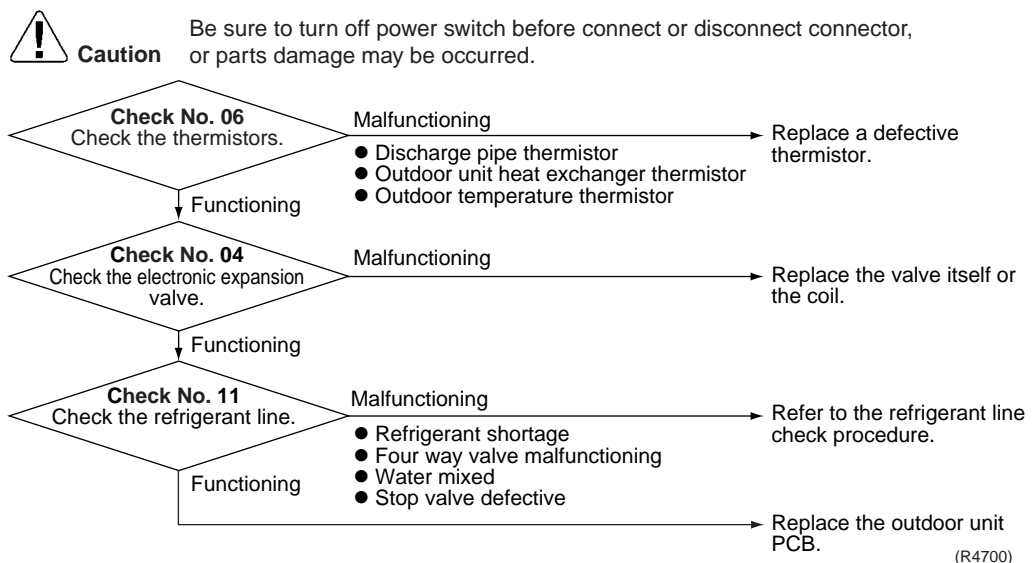 Be sure to turn off power switch before connect or disconnect connector,
Caution or parts damage may be occurred.
Check No. 06
Check the thermistors.
Malfunctioning
● Discharge pipe thermistor
● Outdoor unit heat exchanger thermistor
● Outdoor temperature thermistor
Replace a defective
thermistor.
Functioning
Check No. 04
Check the electronic expansion
valve.
Malfunctioning
Replace the valve itself or
the coil.
Functioning
Check No. 11
Check the refrigerant line.
Malfunctioning
● Refrigerant shortage
● Four way valve malfunctioning
● Water mixed
● Stop valve defective
Refer to the refrigerant line
check procedure.
Functioning
Replace the outdoor unit
PCB.
(R4700)